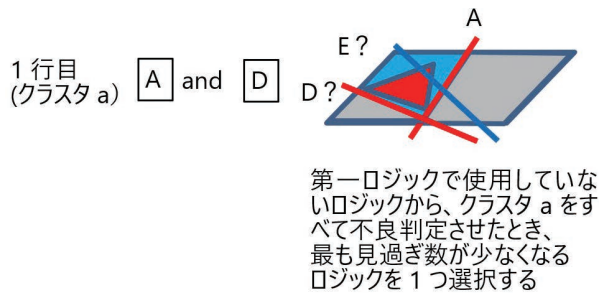 A
E?
1行目
(クラスタ a) A and D
D?
第一ロジックで使用していな
いロジックから、クラスタ a をす
べて不良判定させたとき、
最も見過ぎ数が少なくなる
ロジックを1つ選択する